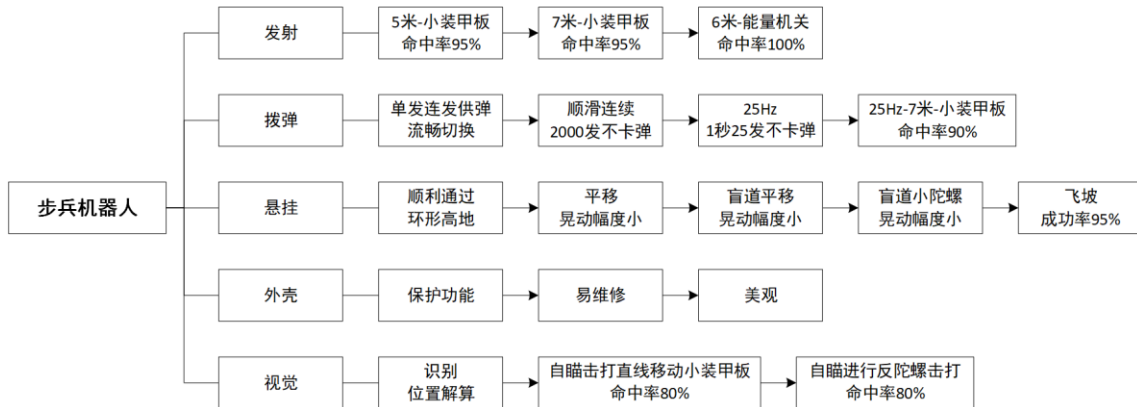 发射
5米-小装甲板
命中率95%
7米-小装甲板
命中率95%
6米-能量机关
命中率100%
拨弹
单发连发供弹
流畅切换
顺滑连续
2000发不卡弹
25Hz
1秒25发不卡弹
25Hz-7米-小装甲板
命中率90%
步兵机器人
悬挂
顺利通过
环形高地
平移
晃动幅度小
盲道平移
晃动幅度小
盲道小陀螺
晃动幅度小
飞坡
成功率95%
外壳
保护功能
易维修
美观
视觉
识别
位置解算
自瞄击打直线移动小装甲板
命中率80%
自瞄进行反陀螺击打
命中率80%